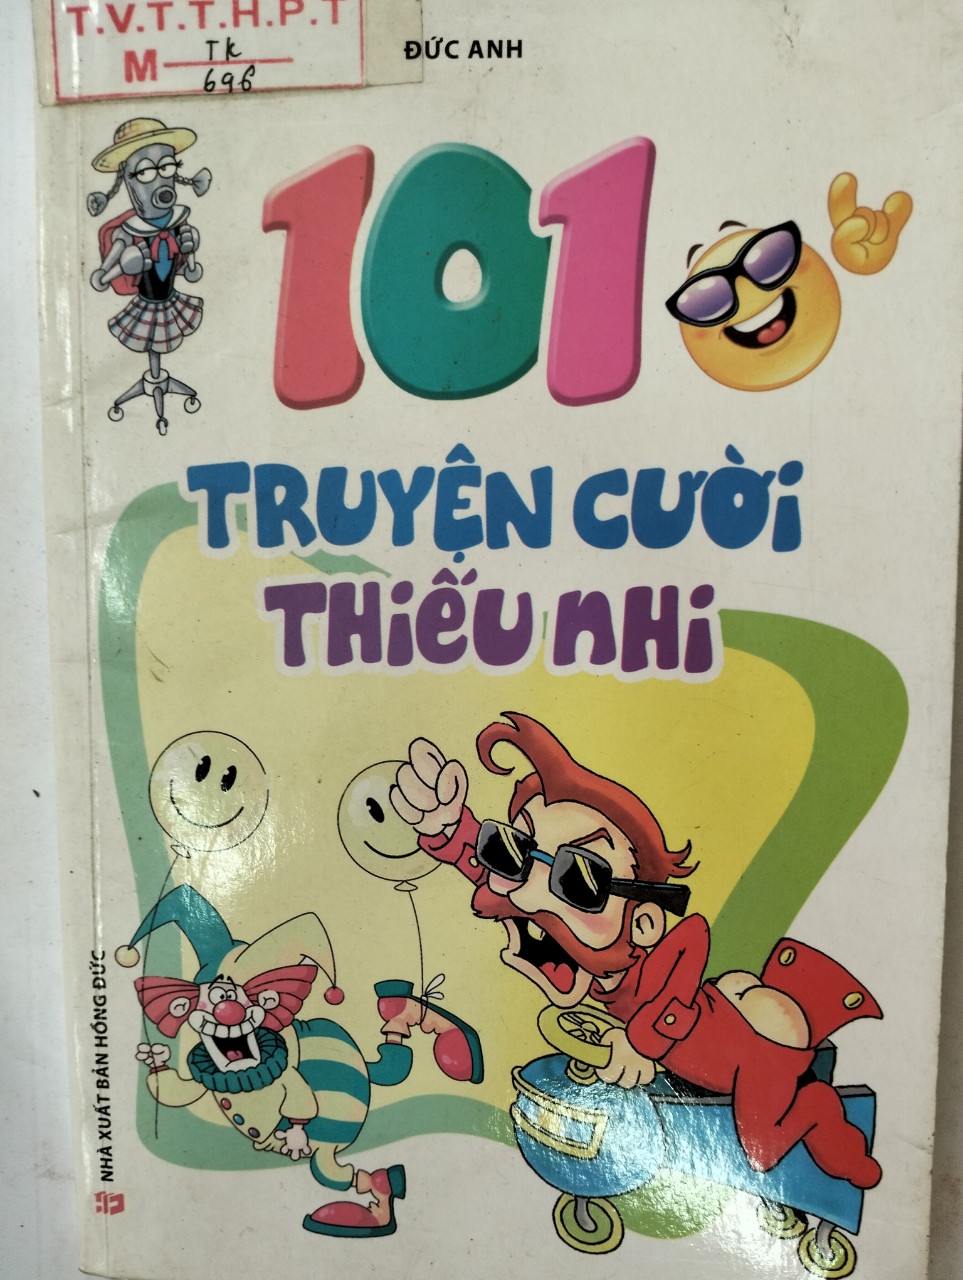 T.V.T.T.H.P.T
M TK
696
ĐỨC ANH
101
TRUYỆN CƯỜI
THIẾU NHI
NHÀ XUẤT BẢN HỒNG ĐỨC